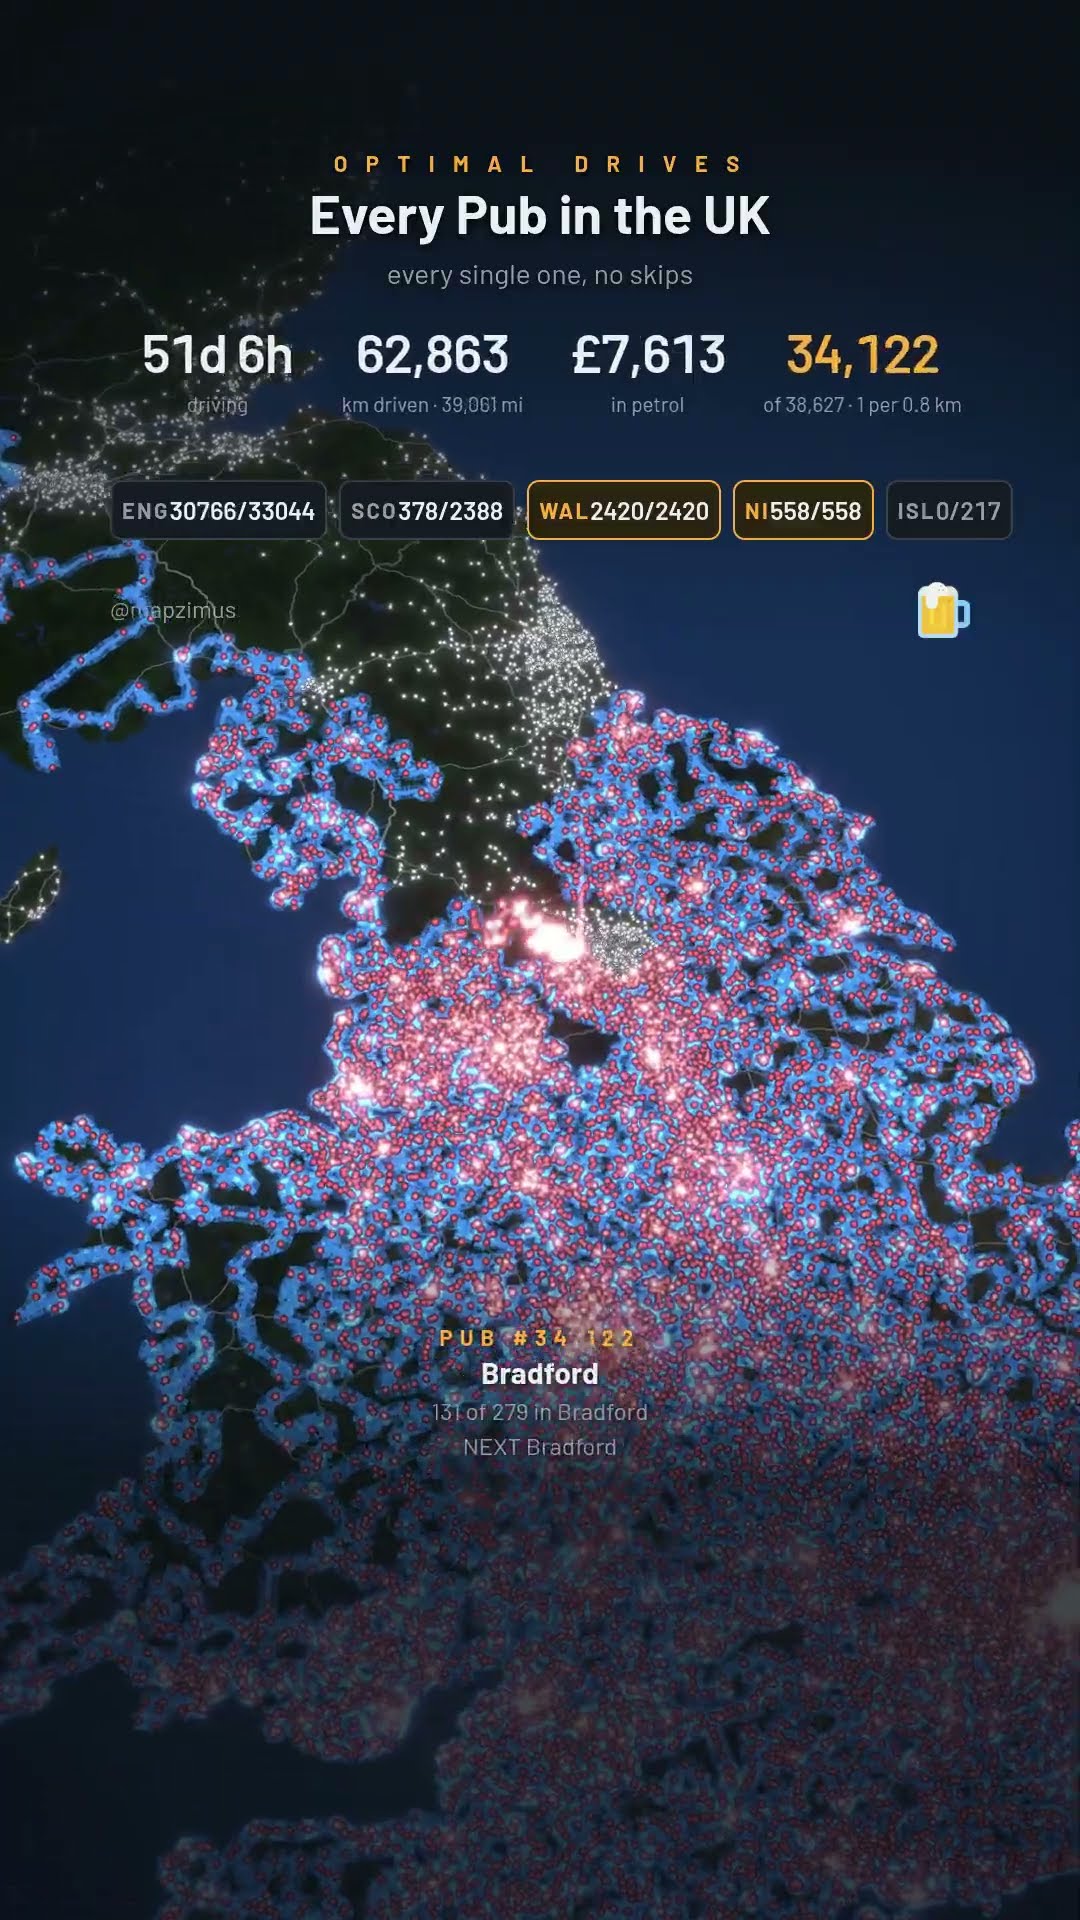 OPTIMAL DRIVES
Every Pub in the UK
every single one, no skips
51d 6h 62,863 £7,613 34,122
driving km driven · 39,061 mi in petrol of 38,627 · 1 per 0.8 km
ENG30766/33044 SCO378/2388 WAL2420/2420 NI558/558 ISL0/217
@mapzimus
PUB #34,122
Bradford
131 of 279 in Bradford
NEXT Bradford